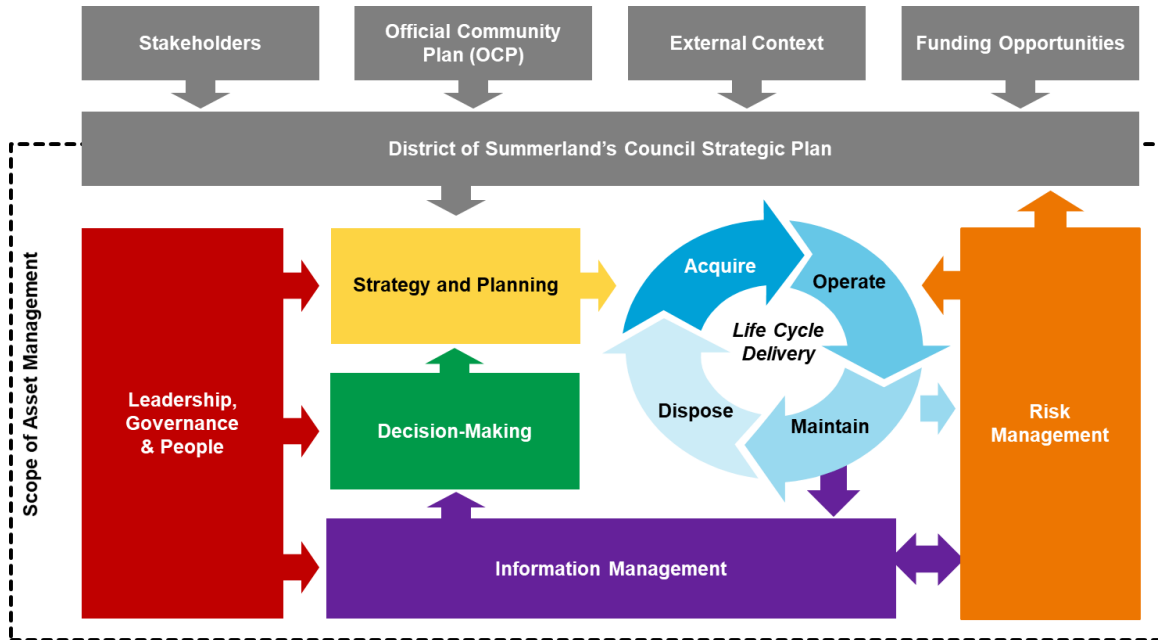 Stakeholders
Official Community
Plan (OCP)
External Context
Funding Opportunities
District of Summerland’s Council Strategic Plan
Scope of Asset Management
Leadership,
Governance
& People
Strategy and Planning
Decision-Making
Information Management
Acquire
Operate
Life Cycle
Delivery
Dispose
Maintain
Risk
Management